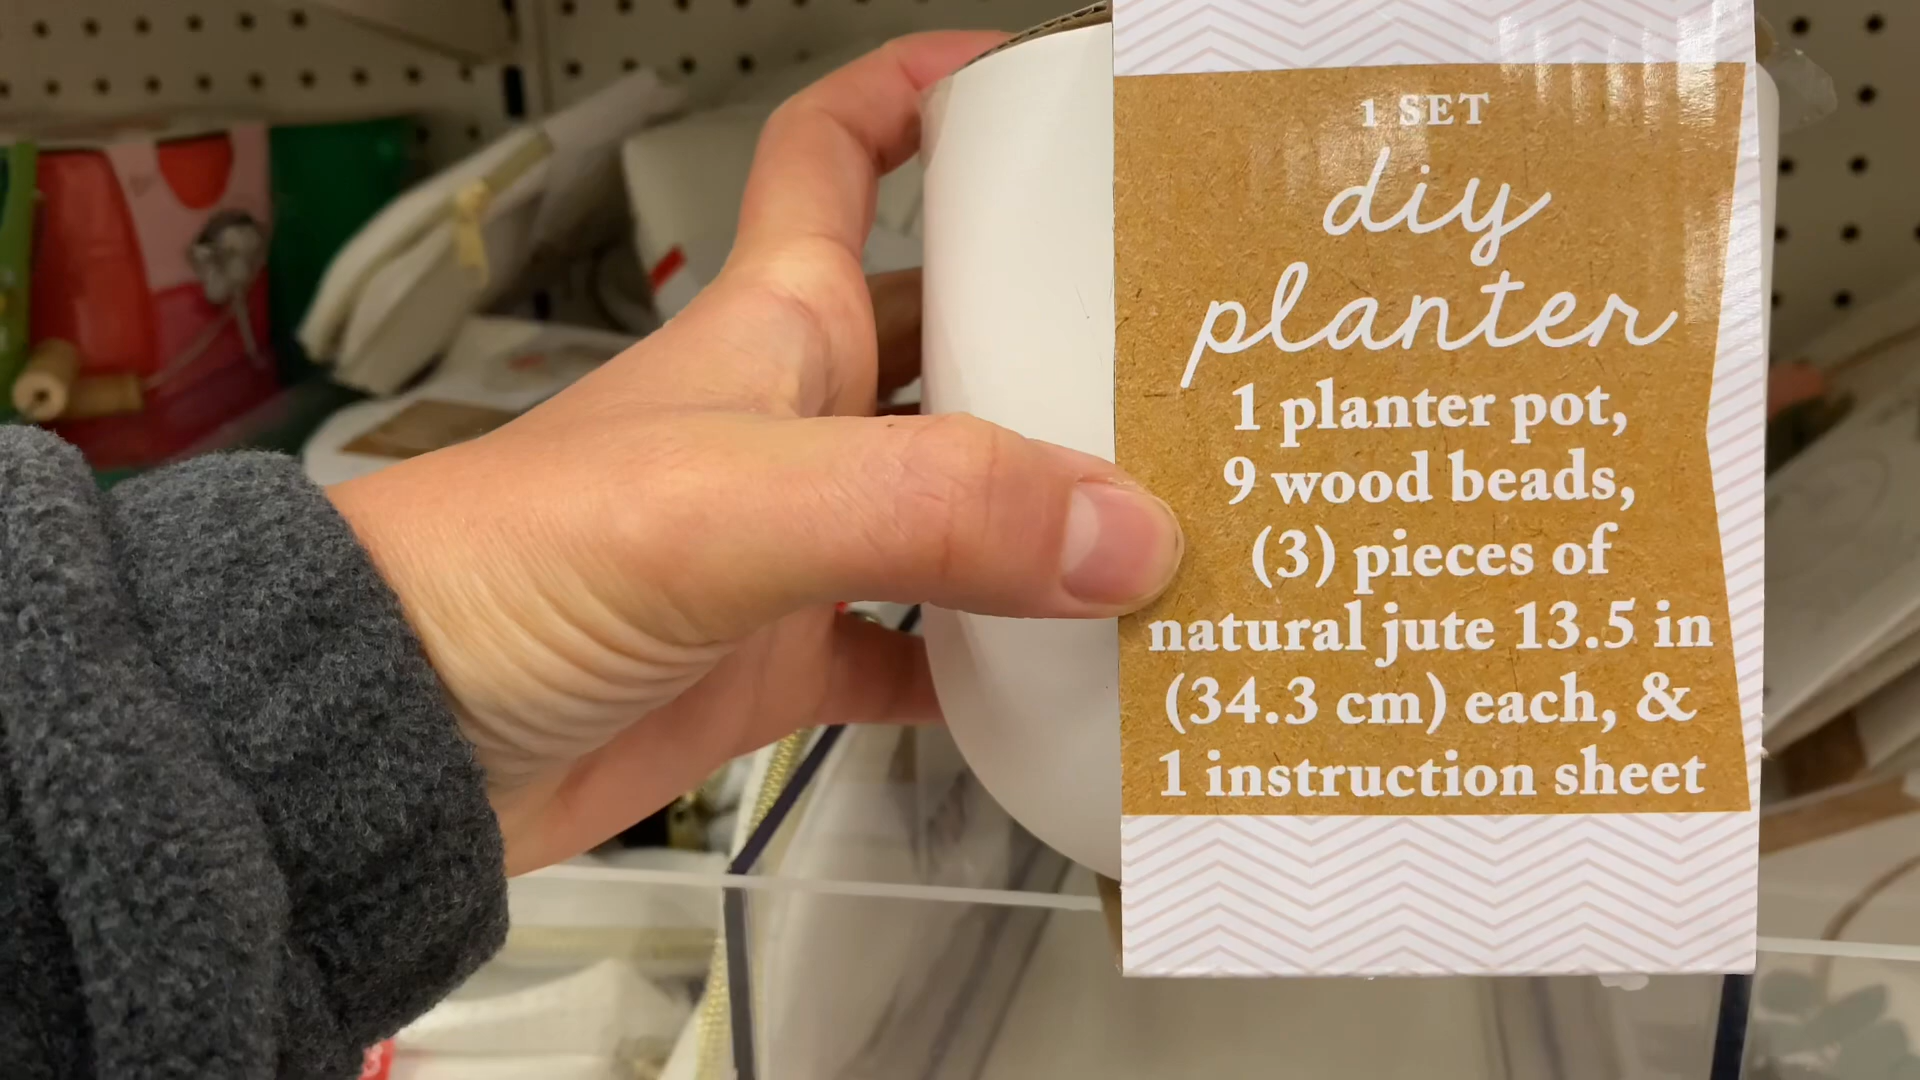 1 SET
diy
planter
1 planter pot,
9 wood beads,
(3) pieces of
natural jute 13.5 in
(34.3 cm) each, &
1 instruction sheet